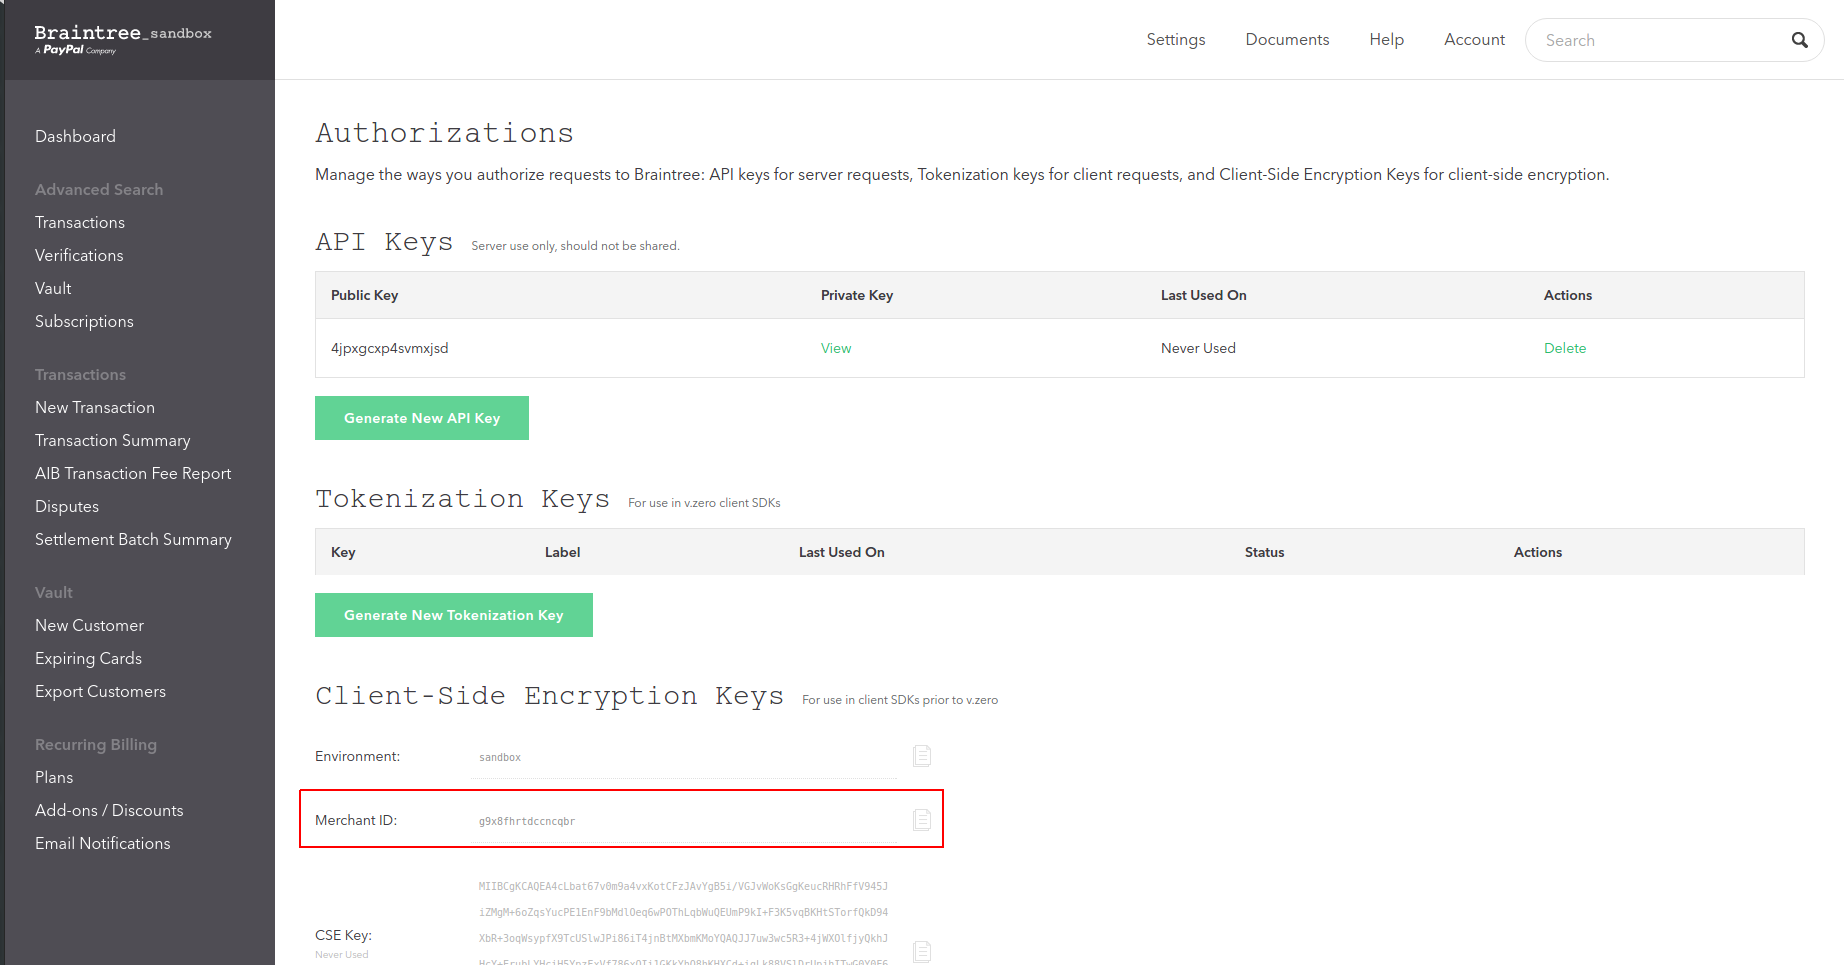 Braintree_sandbox
A PayPal Company
Settings
Documents
Help
Account
Search
Dashboard
Advanced Search
Transactions
Verifications
Vault
Subscriptions
Transactions
New Transaction
Transaction Summary
AIB Transaction Fee Report
Disputes
Settlement Batch Summary
Vault
New Customer
Expiring Cards
Export Customers
Recurring Billing
Plans
Add-ons / Discounts
Email Notifications
Authorizations
Manage the ways you authorize requests to Braintree: API keys for server requests, Tokenization keys for client requests, and Client-Side Encryption Keys for client-side encryption.
API Keys Server use only, should not be shared.
Public Key Private Key Last Used On Actions
4jpxgcxp4svmxjsd View Never Used Delete
Generate New API Key
Tokenization Keys For use in v.zero client SDKs
Key Label Last Used On Status Actions
Generate New Tokenization Key
Client-Side Encryption Keys For use in client SDKs prior to v.zero
Environment: sandbox
Merchant ID: g9x8fhrtdccncqbr
MIIBCgKCAQEA4cLbat67v0m9a4vxKotCFzJAvYgB5i/VGJvWoKsGgKeucRHRhFfV945J
iZMgM+6oZqsYucPE1EnF9bMdlOeq6wPOThLqbWuQEUmP9kI+F3K5vqBKHtSTorfQkD94
CSE Key: XbR+3oqWsypfX9TcUSlwJPi86iT4jnBtMXbmKMoYQAQJJ7uw3wc5R3+4jWXOlfjyQkhJ
Never Used